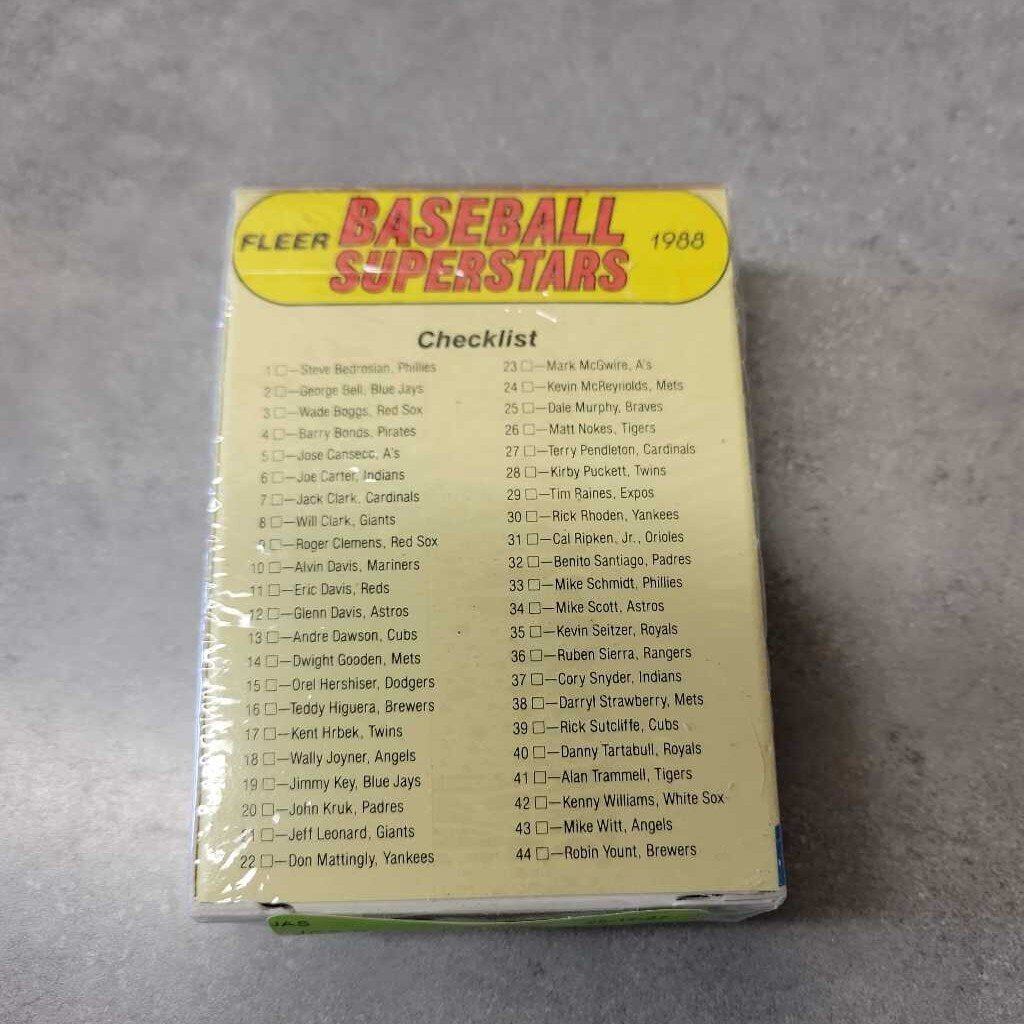 FLEER BASEBALL SUPERSTARS 1988
Checklist
1 □—Steve Bedrosian, Phillies
2 □—George Bell, Blue Jays
3 □—Wade Boggs, Red Sox
4 □—Barry Bonds, Pirates
5 □—Jose Canseco, A's
6 □—Joe Carter, Indians
7 □—Jack Clark, Cardinals
8 □—Will Clark, Giants
9 □—Roger Clemens, Red Sox
10 □—Alvin Davis, Mariners
11 □—Eric Davis, Reds
12 □—Glenn Davis, Astros
13 □—Andre Dawson, Cubs
14 □—Dwight Gooden, Mets
15 □—Orel Hershiser, Dodgers
16 □—Teddy Higuera, Brewers
17 □—Kent Hrbek, Twins
18 □—Wally Joyner, Angels
19 □—Jimmy Key, Blue Jays
20 □—John Kruk, Padres
21 □—Jeff Leonard, Giants
22 □—Don Mattingly, Yankees
23 □—Mark McGwire, A's
24 □—Kevin McReynolds, Mets
25 □—Dale Murphy, Braves
26 □—Matt Nokes, Tigers
27 □—Terry Pendleton, Cardinals
28 □—Kirby Puckett, Twins
29 □—Tim Raines, Expos
30 □—Rick Rhoden, Yankees
31 □—Cal Ripken, Jr., Orioles
32 □—Benito Santiago, Padres
33 □—Mike Schmidt, Phillies
34 □—Mike Scott, Astros
35 □—Kevin Seitzer, Royals
36 □—Ruben Sierra, Rangers
37 □—Cory Snyder, Indians
38 □—Darryl Strawberry, Mets
39 □—Rick Sutcliffe, Cubs
40 □—Danny Tartabull, Royals
41 □—Alan Trammell, Tigers
42 □—Kenny Williams, White Sox
43 □—Mike Witt, Angels
44 □—Robin Yount, Brewers